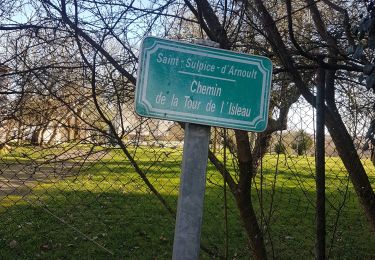 Saint-Sulpice-d'Arnoult
Chemin
de la Tour de l'Isleau